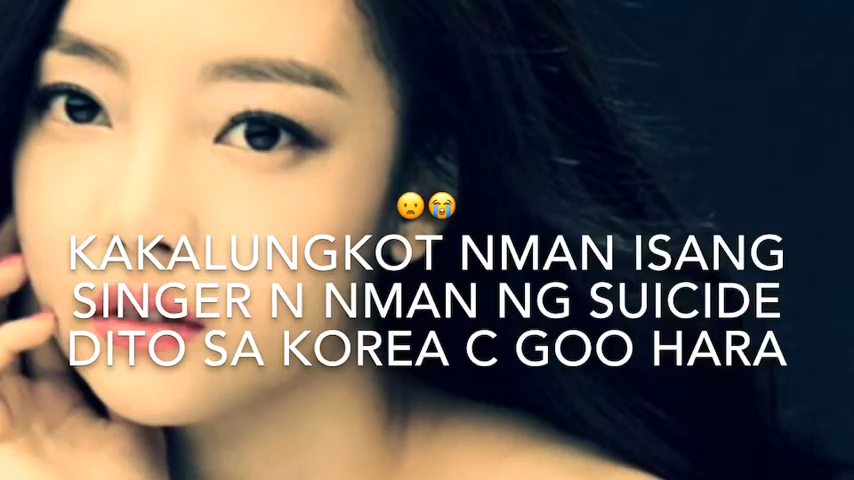 😦😭
KAKALUNGKOT NMAN ISANG
SINGER N NMAN NG SUICIDE
DITO SA KOREA C GOO HARA